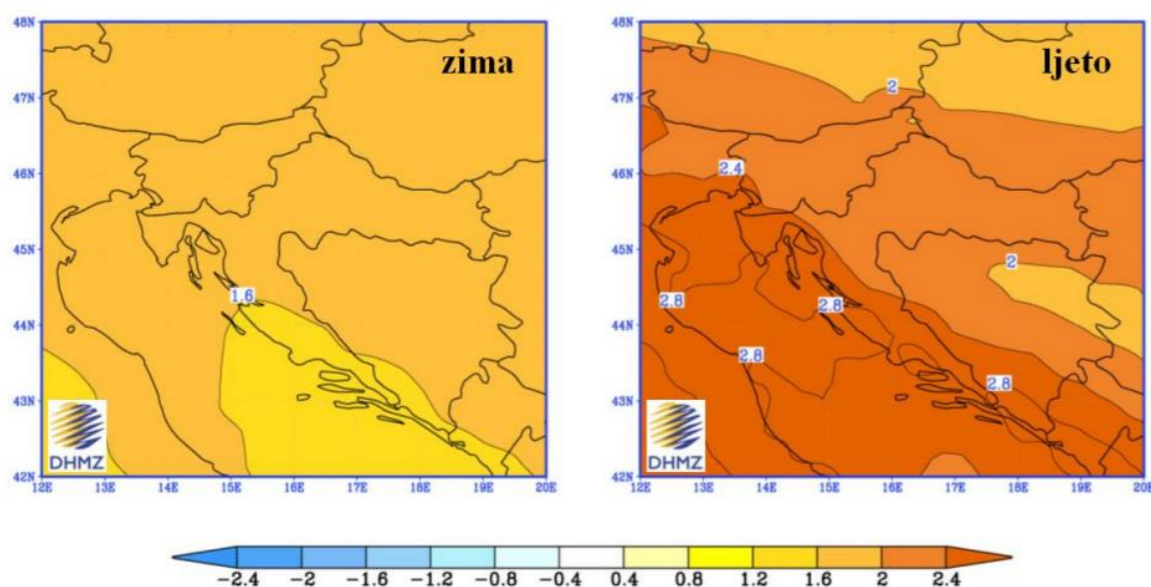 zima
48N
47N
46N
45N
44N
43N
42N
1.6
DHMZ
12E 13E 14E 15E 16E 17E 18E 19E 20E
ljeto
48N
47N
46N
45N
44N
43N
42N
2
2.4
2
2.8
2.8
2.8
2.8
DHMZ
12E 13E 14E 15E 16E 17E 18E 19E 20E
−2.4 −2 −1.6 −1.2 −0.8 −0.4 0.4 0.8 1.2 1.6 2 2.4